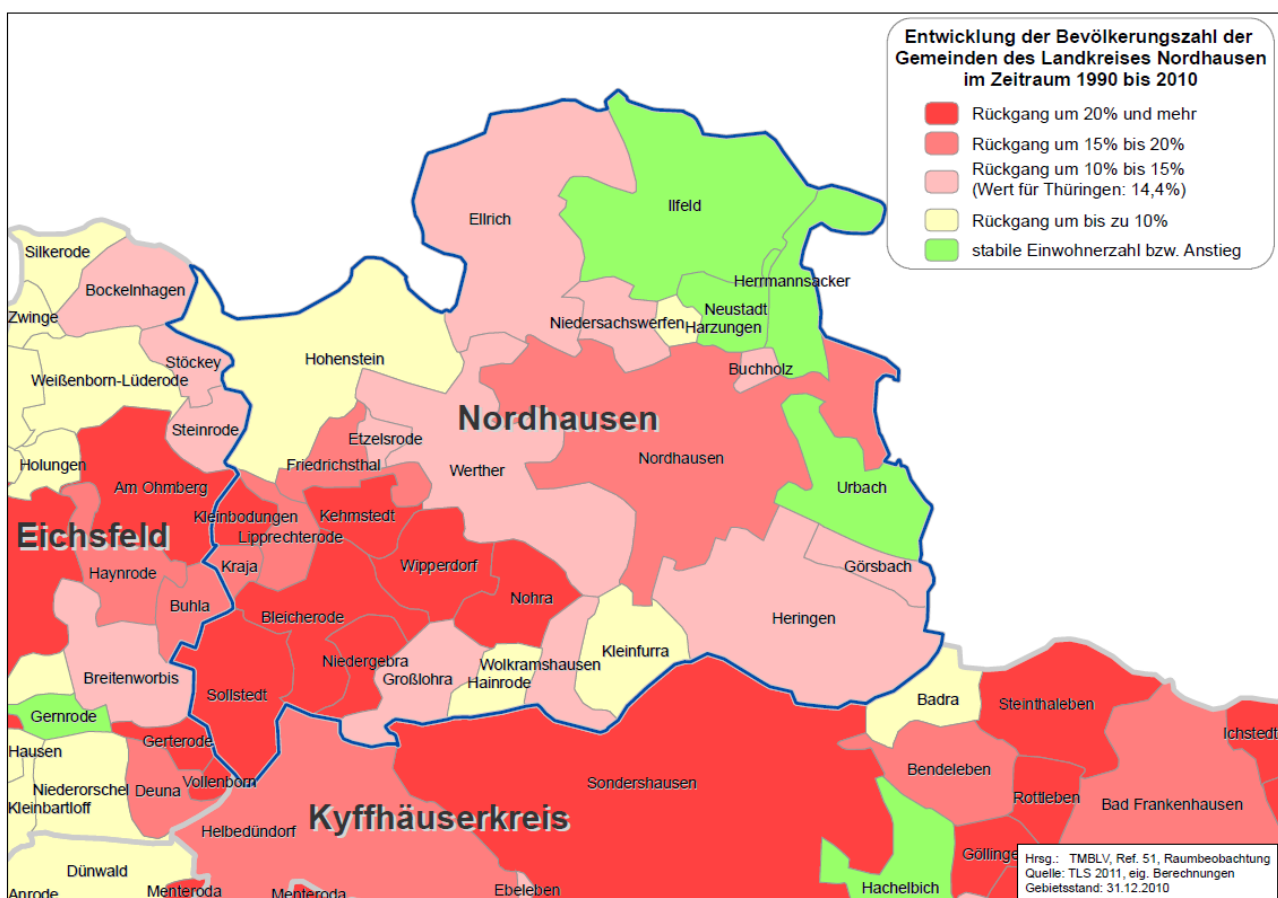 Entwicklung der Bevölkerungszahl der
Gemeinden des Landkreises Nordhausen
im Zeitraum 1990 bis 2010
Rückgang um 20% und mehr
Rückgang um 15% bis 20%
Rückgang um 10% bis 15%
(Wert für Thüringen: 14,4%)
Rückgang um bis zu 10%
stabile Einwohnerzahl bzw. Anstieg
Ilfeld
Ellrich
Silkerode
Herrmannsacker
Bockelnhagen
Neustadt
Zwinge
Niedersachswerfen
Harzungen
Hohenstein
Stöckey
Buchholz
Weißenborn-Lüderode
Nordhausen
Steinrode
Etzelsrode
Nordhausen
Holungen
Friedrichsthal
Werther
Am Ohmberg
Urbach
Kleinbodungen
Kehmstedt
Eichsfeld
Lipprechterode
Kraja
Wipperdorf
Görsbach
Haynrode
Nohra
Buhla
Bleicherode
Heringen
Kleinfurra
Niedergebra
Wolkramshausen
Breitenworbis
Großlohra
Hainrode
Sollstedt
Badra
Steinthaleben
Gernrode
Ichstedt
Gerterode
Hausen
Bendeleben
Vollenborn
Sondershausen
Niederorschel
Deuna
Rottleben
Kleinbartloff
Bad Frankenhausen
Kyffhäuserkreis
Helbedündorf
Göllinge
Dünwald
Hachelbich
Anrode
Menteroda
Menteroda
Ebeleben
Hrsg.: TMBLV, Ref. 51, Raumbeobachtung
Quelle: TLS 2011, eig. Berechnungen
Gebietsstand: 31.12.2010